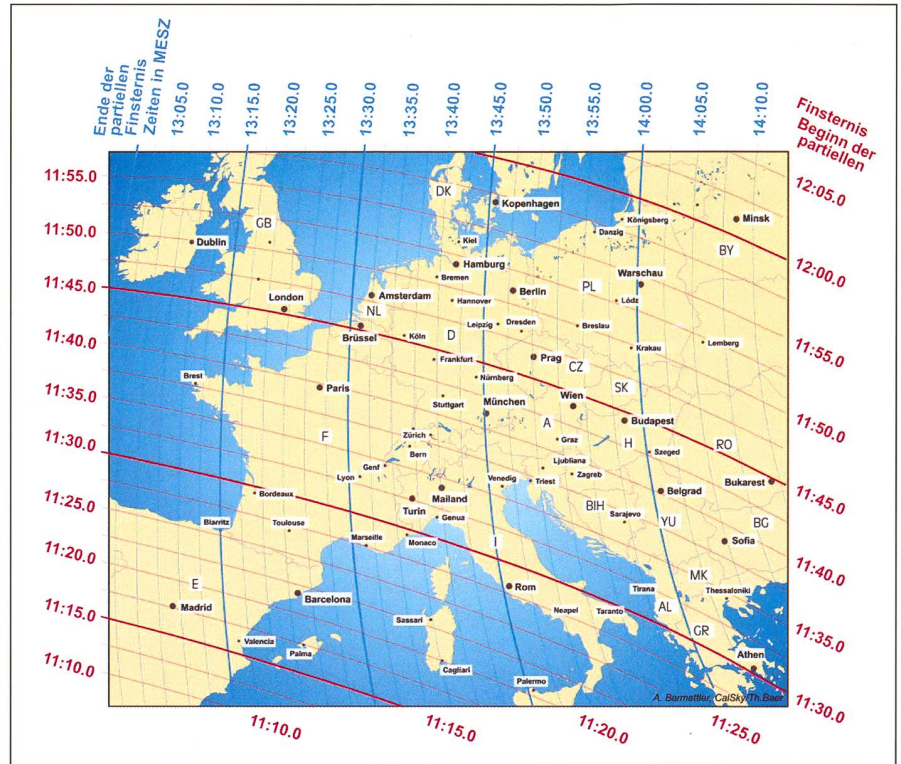 Ende der
partiellen
Finsternis
Zeiten in MESZ
13:05.0
13:10.0
13:15.0
13:20.0
13:25.0
13:30.0
13:35.0
13:40.0
13:45.0
13:50.0
13:55.0
14:00.0
14:05.0
14:10.0
Finsternis
Beginn der
partiellen
11:55.0
11:50.0
11:45.0
11:40.0
11:35.0
11:30.0
11:25.0
11:20.0
11:15.0
11:10.0
12:05.0
12:00.0
11:55.0
11:50.0
11:45.0
11:40.0
11:35.0
11:30.0
DK
Kopenhagen
Königsberg
Minsk
GB
Danzig
Dublin
Kiel
BY
Hamburg
Warschau
Bremen
PL
London
Amsterdam
Hannover
Berlin
Lódz
NL
Leipzig
Dresden
Breslau
Brüssel
Köln
D
Krakau
Lemberg
Frankfurt
Prag
CZ
Brest
Nürnberg
SK
Paris
Stuttgart
München
Wien
A
Budapest
Zürich
F
Graz
H
RO
Bern
Szeged
Genf
Ljubliana
Lyon
Venedig
Triest
Zagreb
Bukarest
Bordeaux
Mailand
Belgrad
Turin
BIH
Biarritz
Toulouse
Genua
Sarajevo
YU
BG
Marseille
Monaco
I
Sofia
MK
E
Rom
Tirana
Thessaloniki
Madrid
Barcelona
Neapel
Taranto
AL
Sassari
GR
Valencia
Palma
Athen
Cagliari
Palermo
A. Barmettler, CalSky/Th.Baer
11:10.0
11:15.0
11:20.0
11:25.0